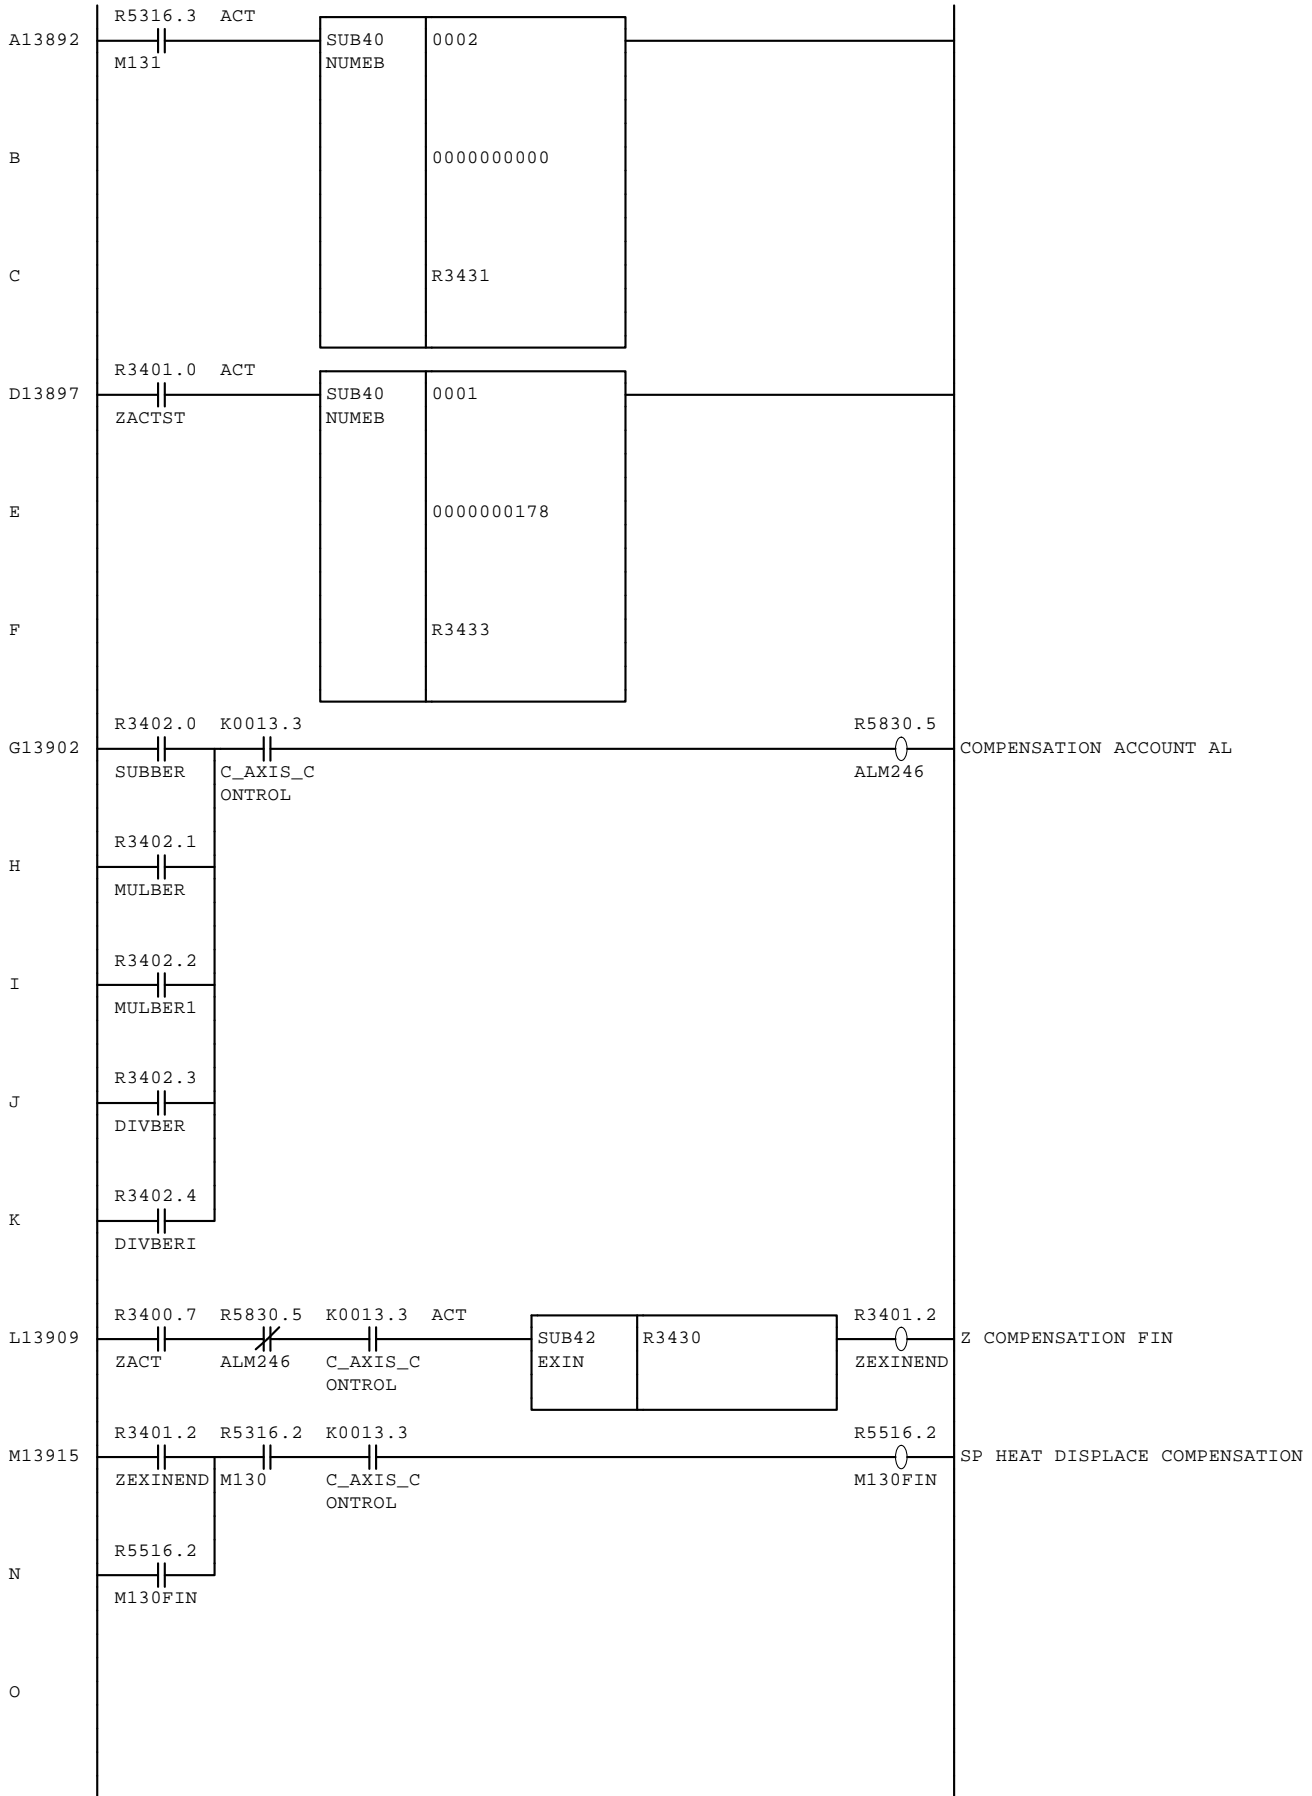 R5316.3 ACT
A13892 SUB40 0002
M131 NUMEB
B 0000000000
C R3431
R3401.0 ACT
D13897 SUB40 0001
ZACTST NUMEB
E 0000000178
F R3433
R3402.0 K0013.3 R5830.5
G13902 COMPENSATION ACCOUNT AL
SUBBER C_AXIS_C ALM246
ONTROL
R3402.1
H
MULBER
R3402.2
I
MULBER1
R3402.3
J
DIVBER
R3402.4
K
DIVBERI
R3400.7 R5830.5 K0013.3 ACT R3401.2
L13909 SUB42 R3430 Z COMPENSATION FIN
ZACT ALM246 C_AXIS_C EXIN ZEXINEND
ONTROL
R3401.2 R5316.2 K0013.3 R5516.2
M13915 SP HEAT DISPLACE COMPENSATION
ZEXINEND M130 C_AXIS_C M130FIN
ONTROL
R5516.2
N
M130FIN
O